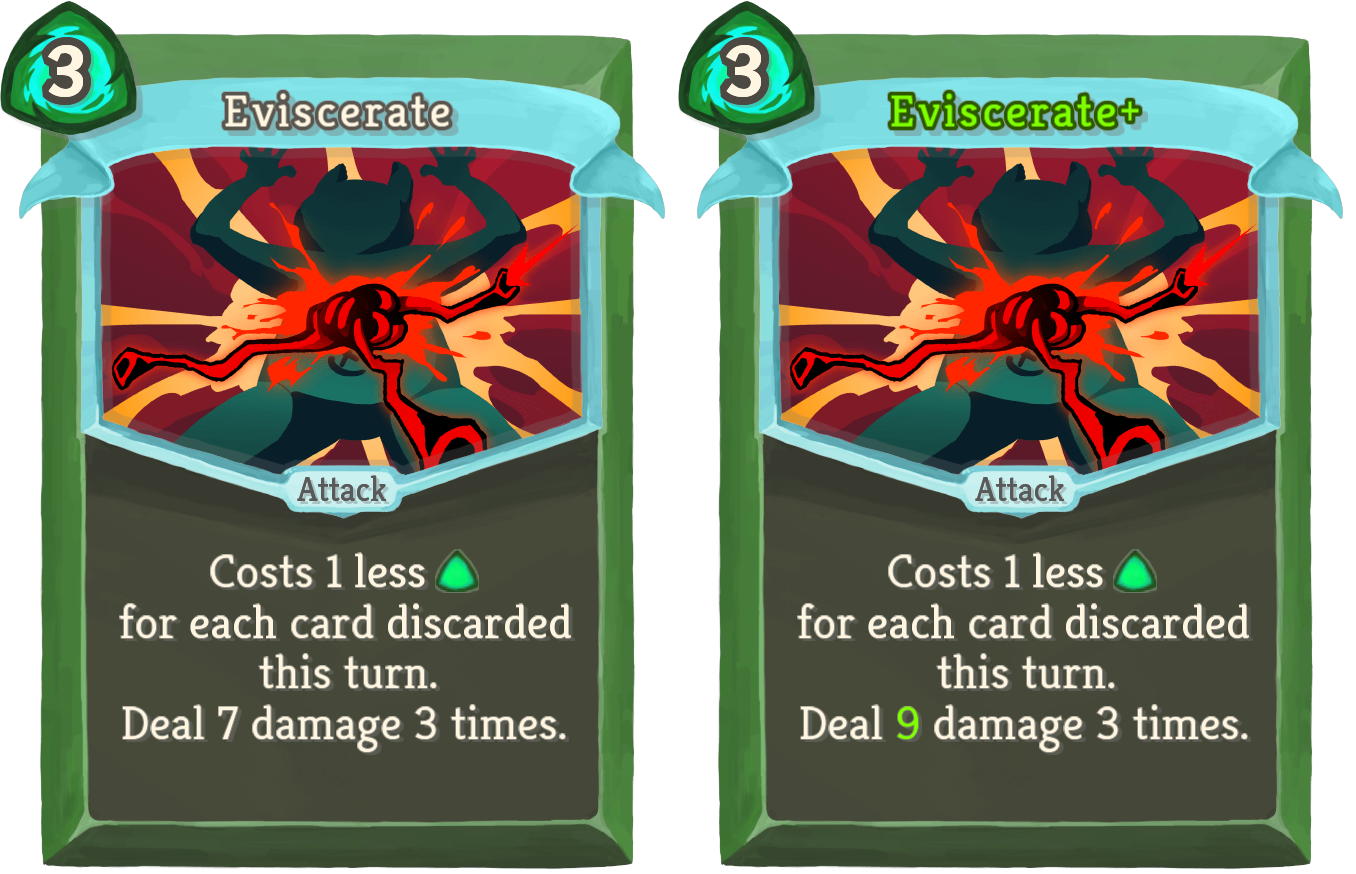 3
Eviscerate
Attack
Costs 1 less
for each card discarded
this turn.
Deal 7 damage 3 times.
3
Eviscerate+
Attack
Costs 1 less
for each card discarded
this turn.
Deal 9 damage 3 times.